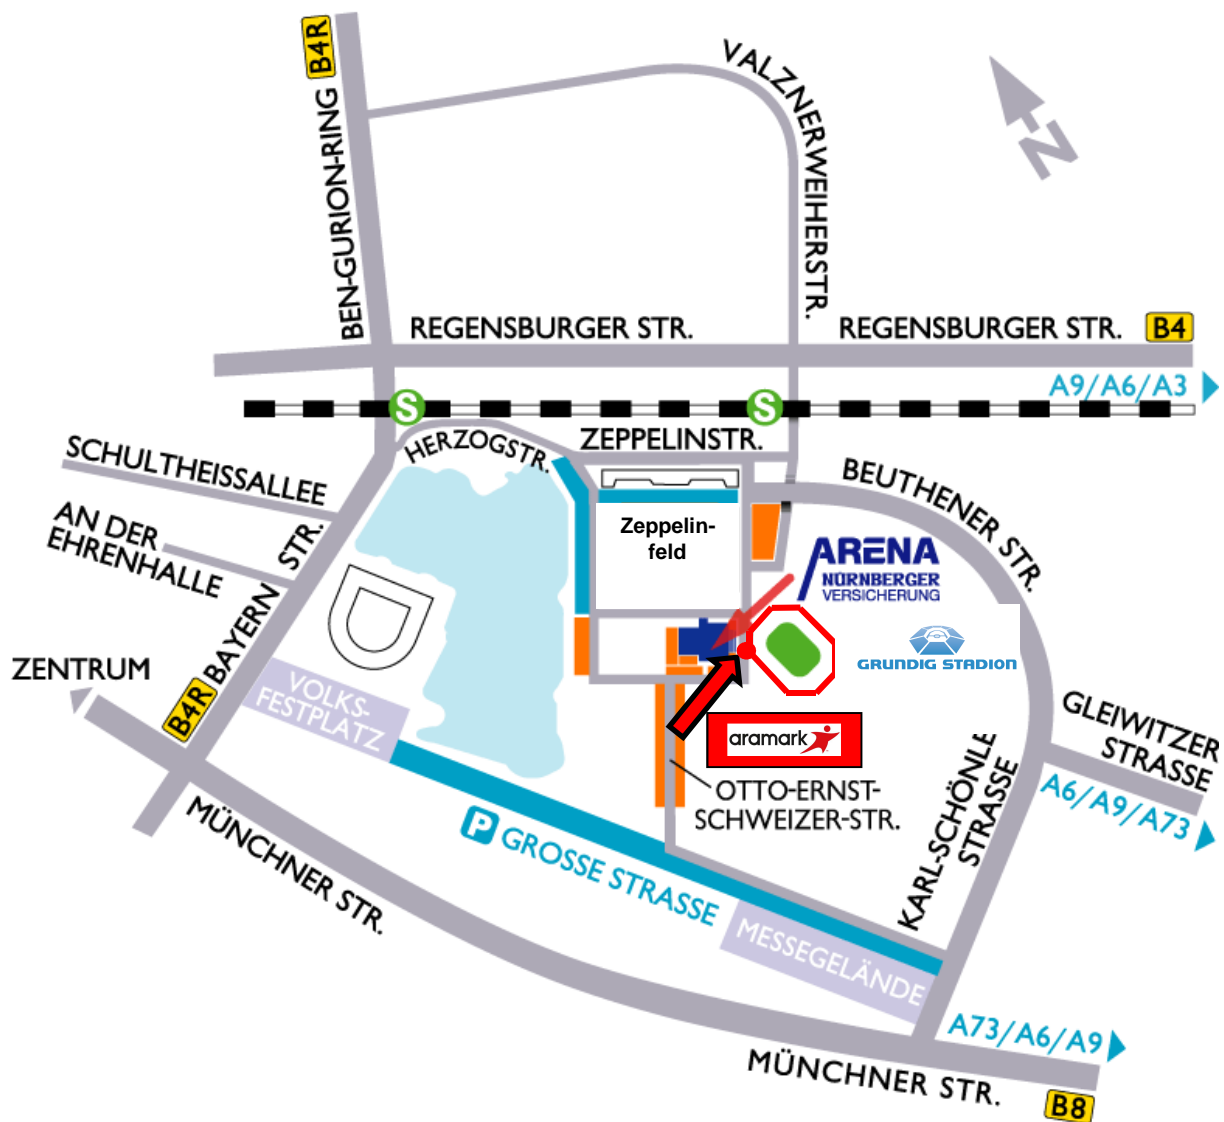 B4R
BEN-GURION-RING
VALZNERWEIHERSTR.
N
REGENSBURGER STR.
REGENSBURGER STR.
B4
A9/A6/A3
S
S
HERZOGSTR.
ZEPPELINSTR.
SCHULTHEISSALLEE
AN DER
EHRENHALLE
BAYERN STR.
B4R
BEUTHENER STR.
Zeppelin-
feld
ARENA
NÜRNBERGER
VERSICHERUNG
GRUNDIG STADION
ZENTRUM
VOLKS-
FESTPLATZ
aramark
GLEIWITZER
STRASSE
A6/A9/A73
OTTO-ERNST-
SCHWEIZER-STR.
KARL-SCHÖNLE
STRASSE
P GROSSE STRASSE
MÜNCHNER STR.
MESSEGELÄNDE
A73/A6/A9
MÜNCHNER STR.
B8